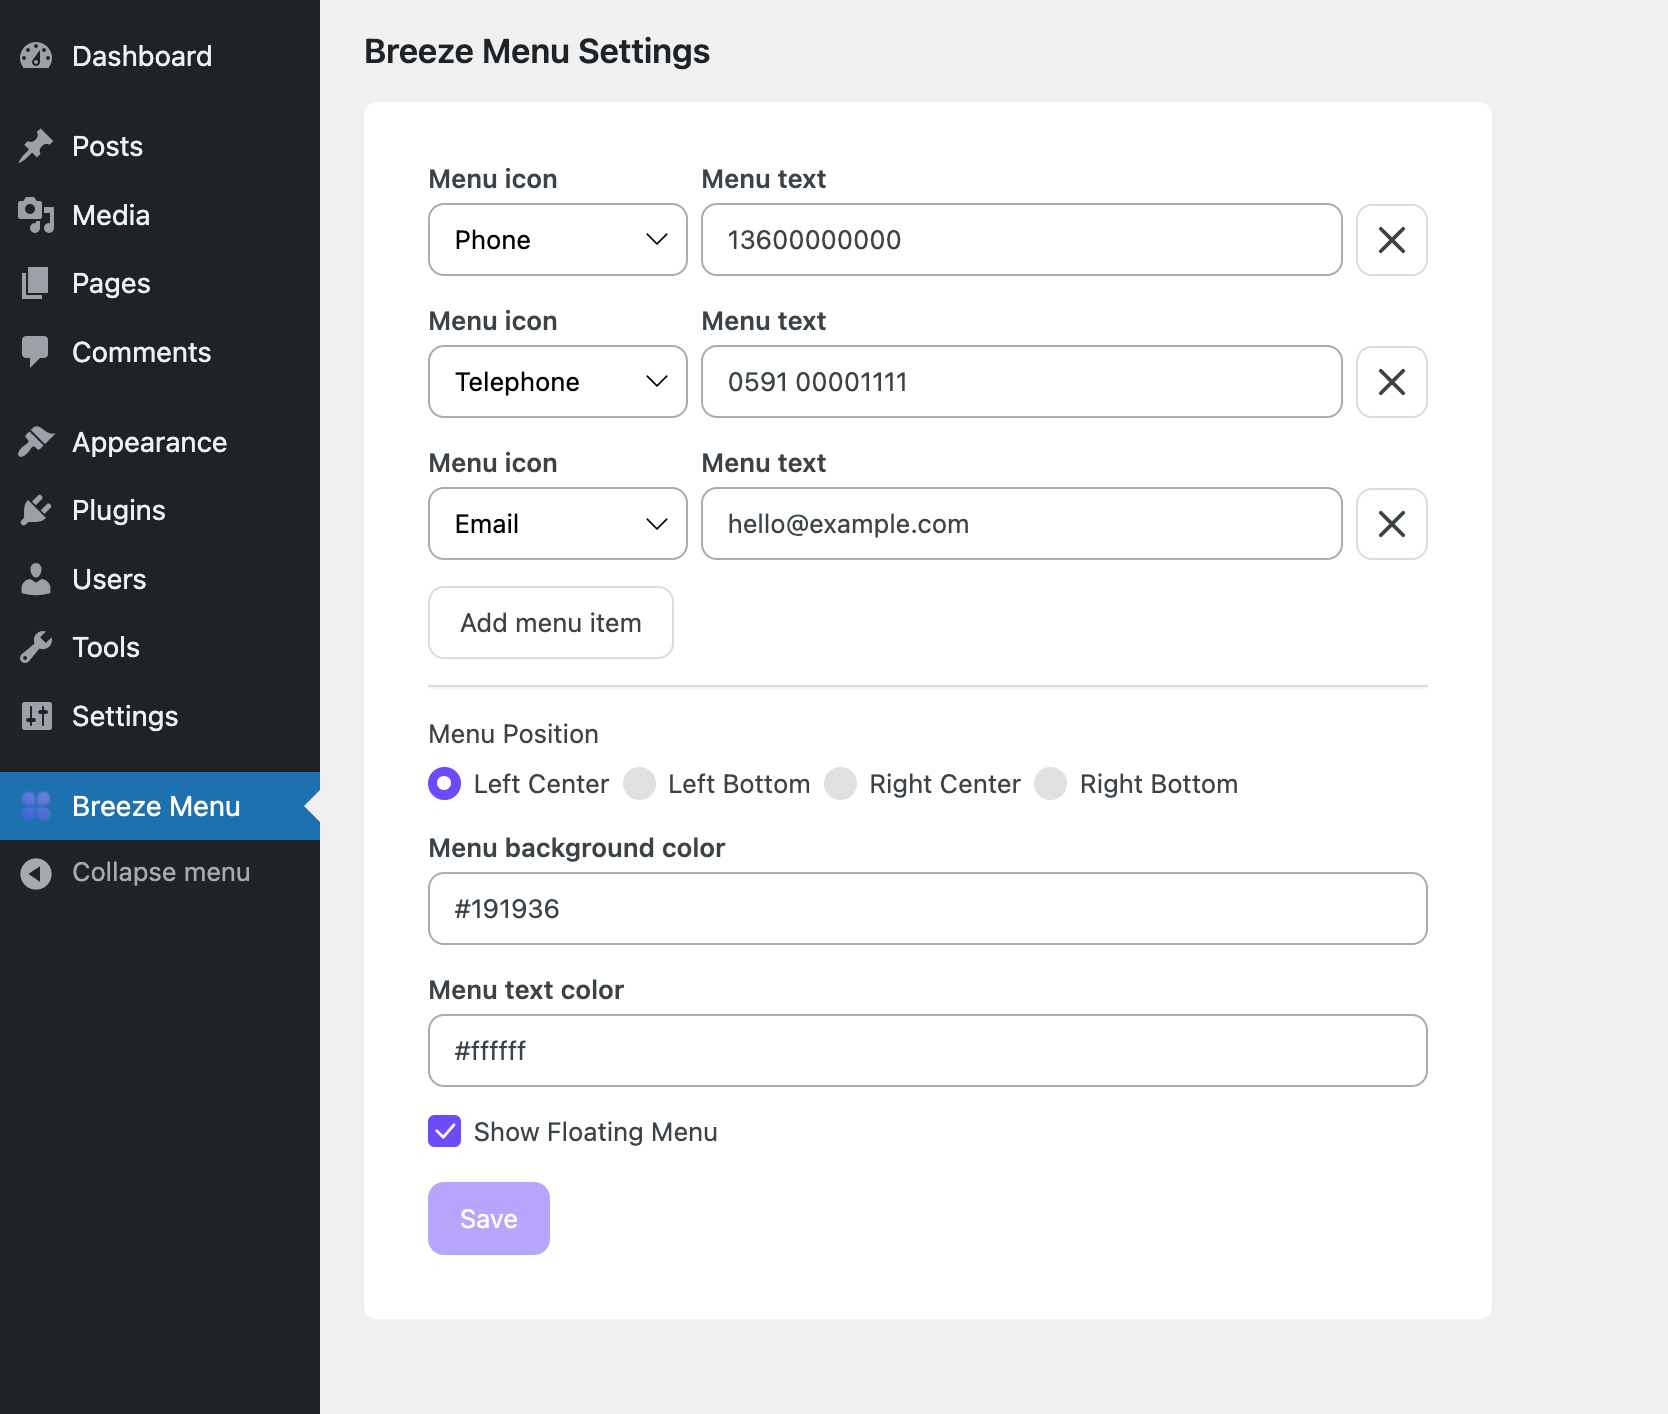 Dashboard
Posts
Media
Pages
Comments
Appearance
Plugins
Users
Tools
Settings
Breeze Menu
Collapse menu
Breeze Menu Settings
Menu icon Menu text
Phone 13600000000
Menu icon Menu text
Telephone 0591 00001111
Menu icon Menu text
Email hello@example.com
Add menu item
Menu Position
Left Center Left Bottom Right Center Right Bottom
Menu background color
#191936
Menu text color
#ffffff
Show Floating Menu
Save